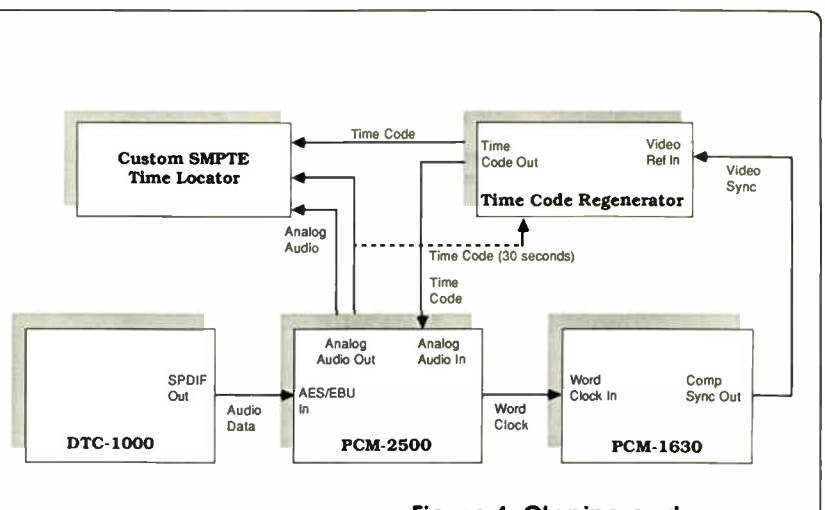 Time Code
Custom SMPTE
Time Locator
Time
Code Out
Video
Ref In
Time Code Regenerator
Video
Sync
Analog
Audio
Time Code (30 seconds)
Time
Code
Analog
Audio Out
Analog
Audio In
SPDIF
Out
Audio
Data
AES/EBU
In
Word
Clock
Word
Clock In
Comp
Sync Out
DTC-1000
PCM-2500
PCM-1630